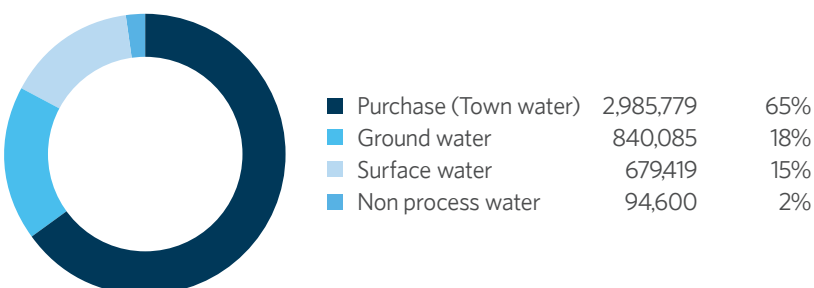 Purchase (Town water) 2,985,779 65%
Ground water 840,085 18%
Surface water 679,419 15%
Non process water 94,600 2%